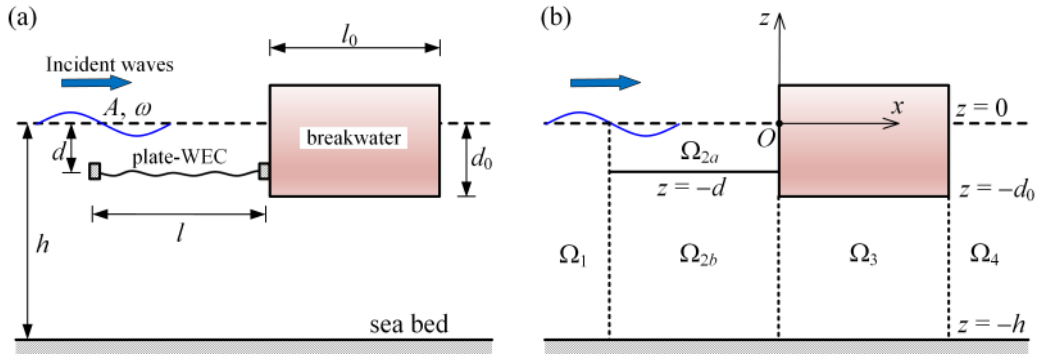 (a)
l₀
Incident waves
A, ω
d
plate-WEC
breakwater
d₀
l
h
sea bed
(b)
z
x
O
z = 0
Ω₂ₐ
z = −d
z = −d₀
Ω₁
Ω₂b
Ω₃
Ω₄
z = −h